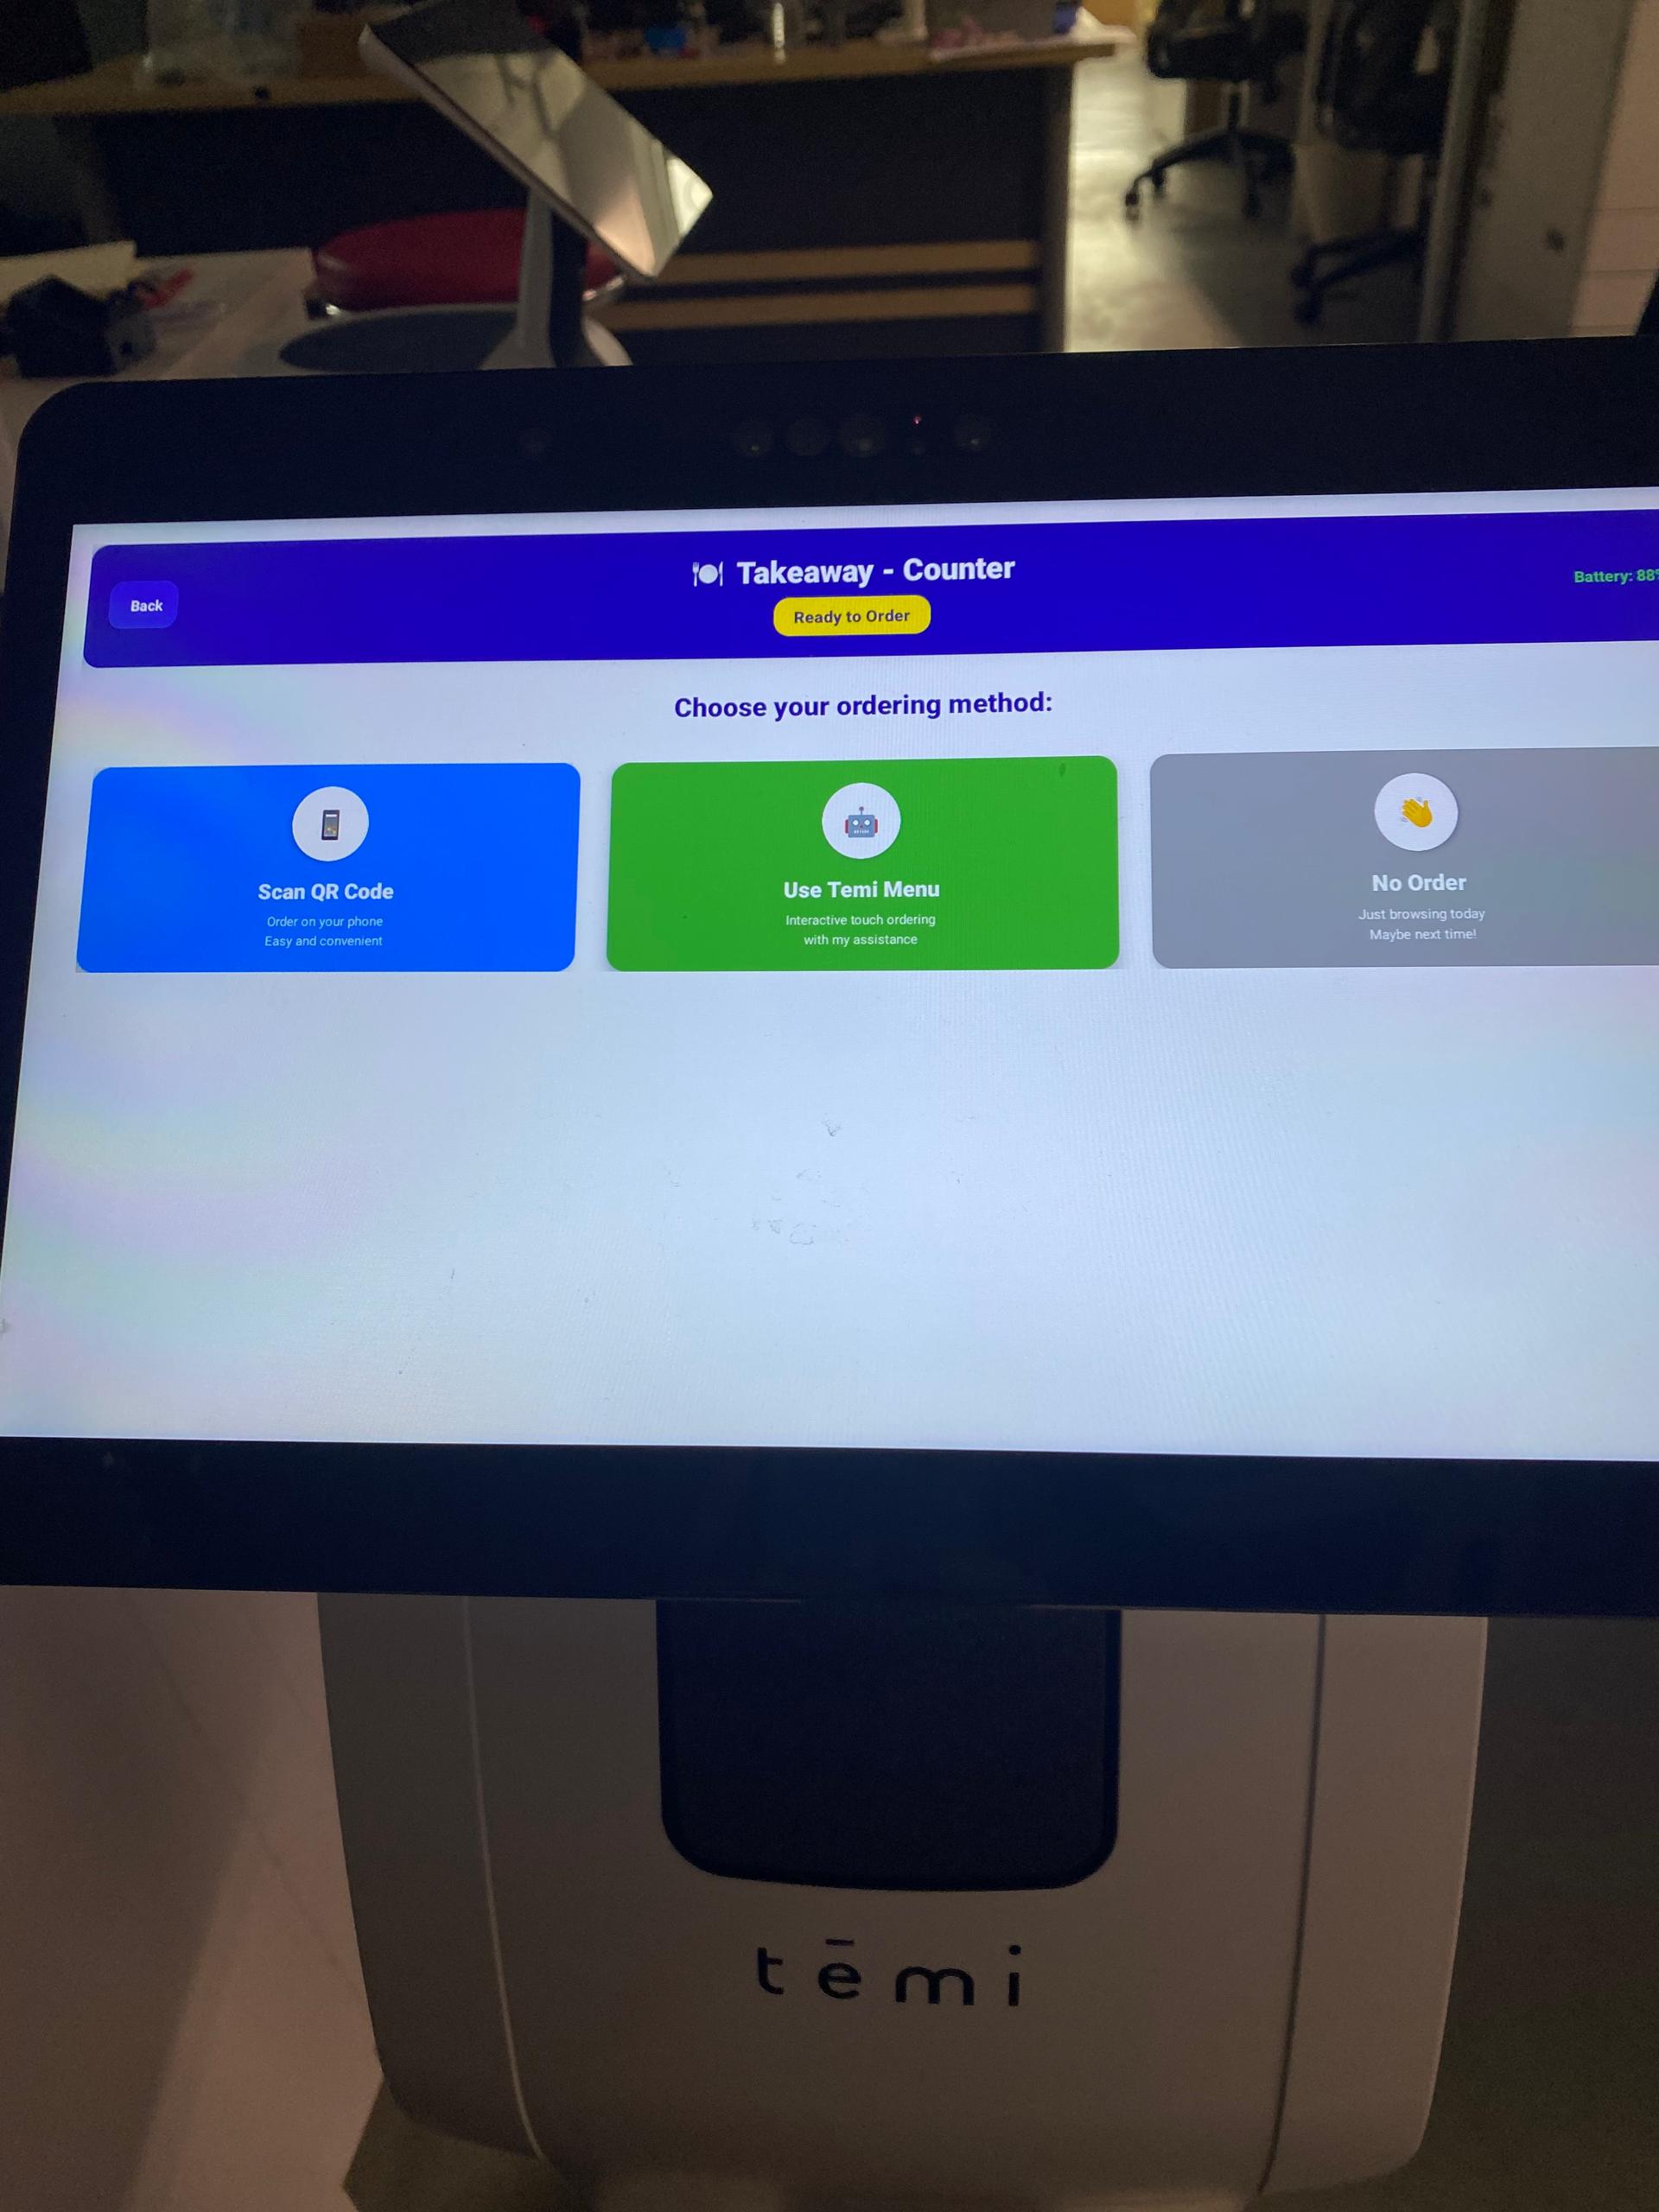 Back
Takeaway - Counter
Ready to Order
Battery: 88%
Choose your ordering method:
Scan QR Code
Order on your phone
Easy and convenient
Use Temi Menu
Interactive touch ordering
with my assistance
No Order
Just browsing today
Maybe next time!
tēmi